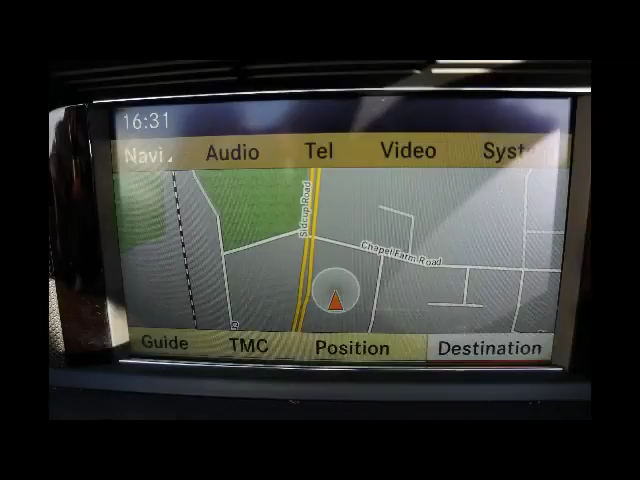 16:31
Navi Audio Tel Video
Sidcup Road
Chapel Farm Road
Guide TMC Position Destination